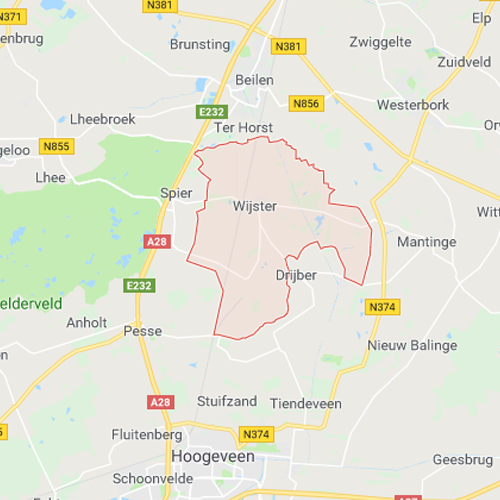 N381
Elp
N371
enbrug
Brunsting
N381
Zwiggelte
Zuidveld
Beilen
N856
Westerbork
E232
Lheebroek
Ter Horst
Or
N855
geloo
Lhee
Spier
Wijster
Witt
A28
Mantinge
Drijber
E232
elderveld
N374
Anholt
Pesse
en
Nieuw Balinge
A28
Stuifzand
Tiendeveen
Fluitenberg
N374
Hoogeveen
Geesbrug
Schoonvelde